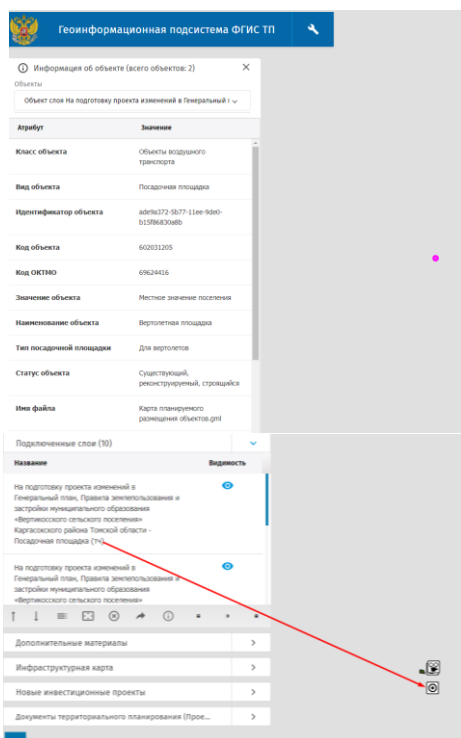 Геоинформационная подсистема ФГИС ТП
Информация об объекте (всего объектов: 2)
Объекты
Объект слоя На подготовку проекта изменений в Генеральный
Атрибут Значение
Класс объекта Объекты воздушного
транспорта
Вид объекта Посадочная площадка
Идентификатор объекта ade9a372-5b77-11ee-9de0-
b15f86830a8b
Код объекта 602031205
Код ОКТМО 69624416
Значение объекта Местное значение поселения
Наименование объекта Вертолетная площадка
Тип посадочной площадки Для вертолетов
Статус объекта Существующий,
реконструируемый, строящийся
Имя файла Карта планируемого
размещения объектов.gml
Подключенные слои (10)
Название Видимость
На подготовку проекта изменений в
Генеральный план, Правила землепользования и
застройки муниципального образования
«Вертикосского сельского поселения»
Каргасокского района Томской области -
Посадочная площадка (тч)
На подготовку проекта изменений в
Генеральный план, Правила землепользования и
застройки муниципального образования
«Вертикосского сельского поселения»
Дополнительные материалы
Инфраструктурная карта
Новые инвестиционные проекты
Документы территориального планирования (Прое...